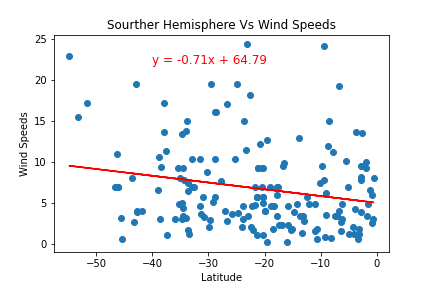 Sourther Hemisphere Vs Wind Speeds
25
y = -0.71x + 64.79
20
15
10
5
0
Wind Speeds
−50 −40 −30 −20 −10 0
Latitude